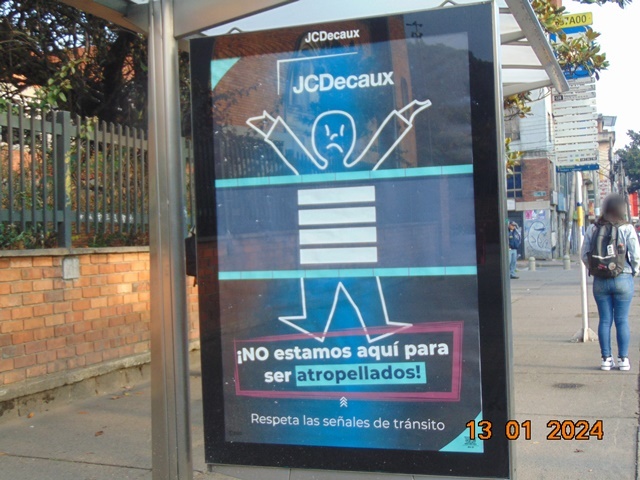 JCDecaux
JCDecaux
¡NO estamos aquí para
ser atropellados!
Respeta las señales de tránsito
13 01 2024